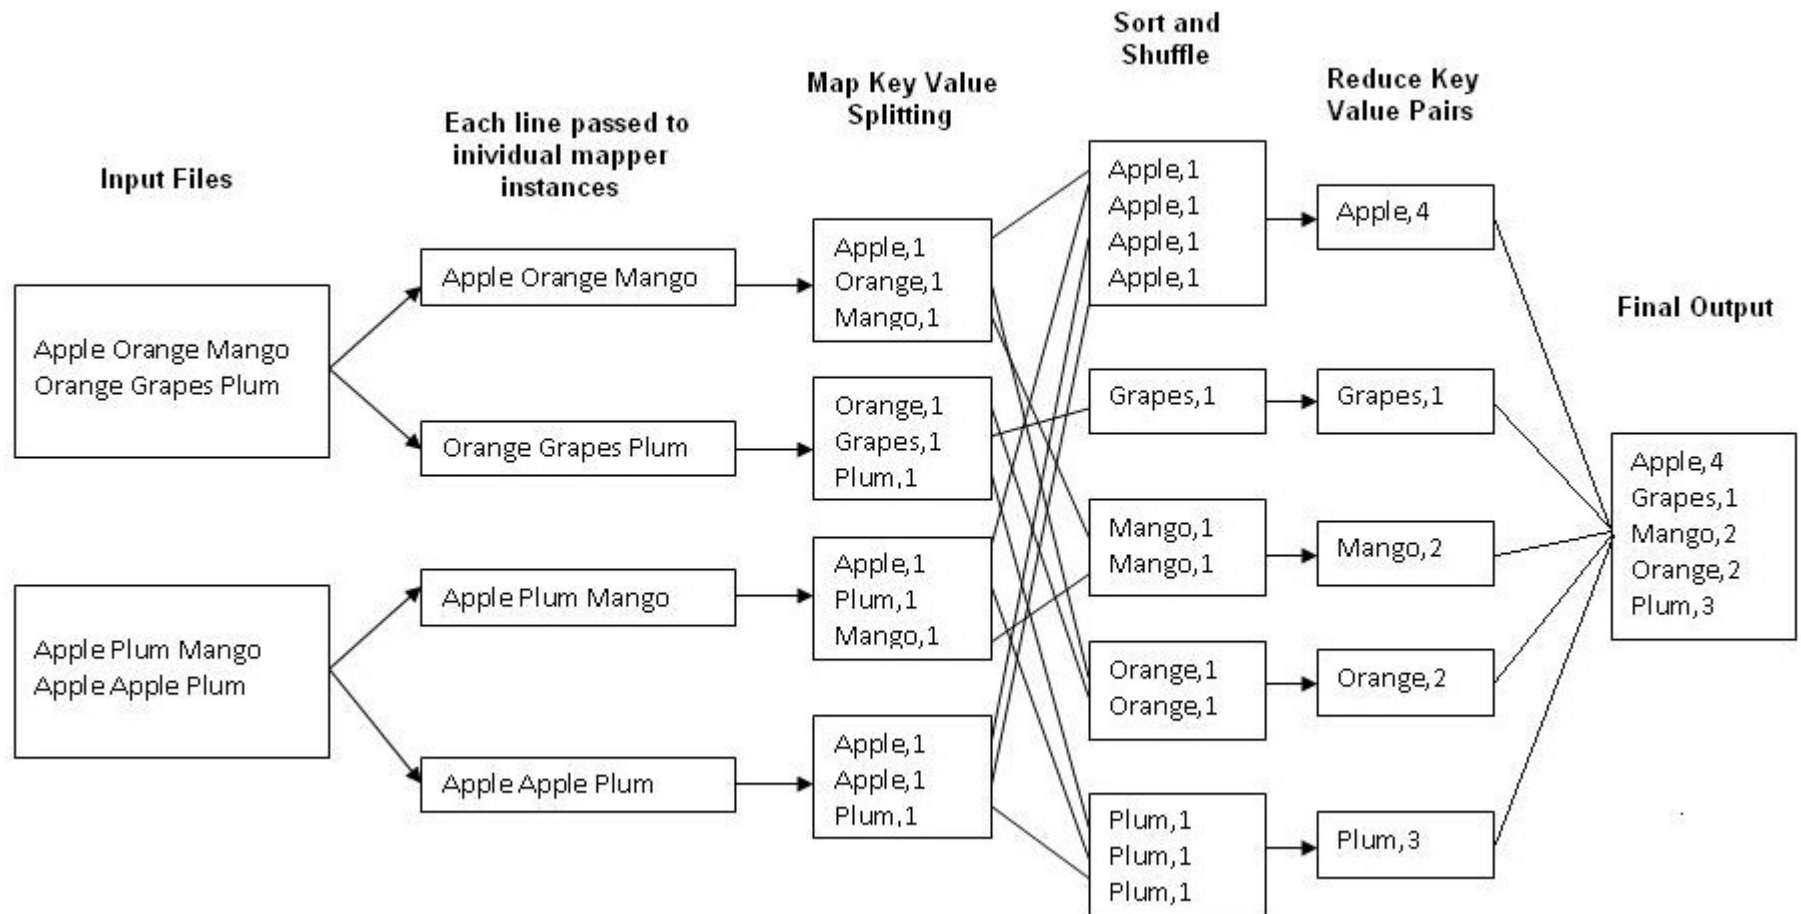 Input Files
Apple Orange Mango
Orange Grapes Plum
Apple Plum Mango
Apple Apple Plum
Each line passed to
inividual mapper
instances
Apple Orange Mango
Orange Grapes Plum
Apple Plum Mango
Apple Apple Plum
Map Key Value
Splitting
Apple,1
Orange,1
Mango,1
Orange,1
Grapes,1
Plum,1
Apple,1
Plum,1
Mango,1
Apple,1
Apple,1
Plum,1
Sort and
Shuffle
Apple,1
Apple,1
Apple,1
Apple,1
Grapes,1
Mango,1
Mango,1
Orange,1
Orange,1
Plum,1
Plum,1
Plum,1
Reduce Key
Value Pairs
Apple,4
Grapes,1
Mango,2
Orange,2
Plum,3
Final Output
Apple,4
Grapes,1
Mango,2
Orange,2
Plum,3